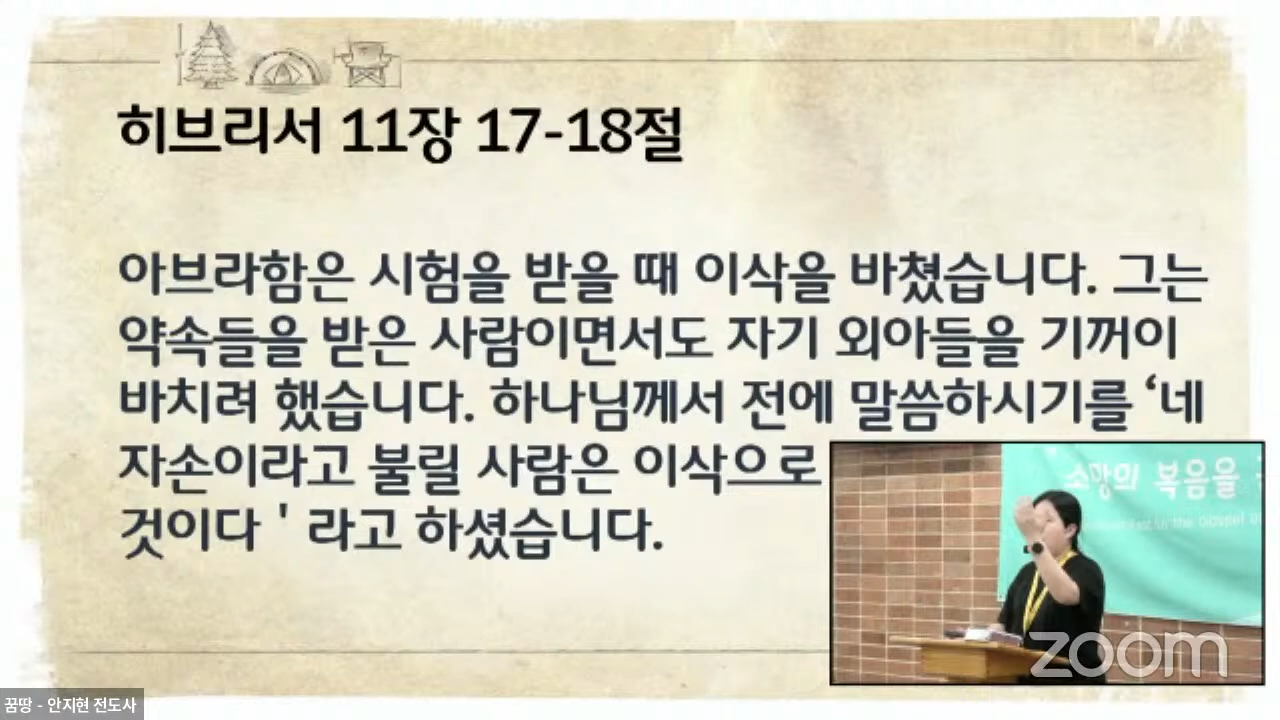 히브리서 11장 17-18절
아브라함은 시험을 받을 때 이삭을 바쳤습니다. 그는
약속들을 받은 사람이면서도 자기 외아들을 기꺼이
바치려 했습니다. 하나님께서 전에 말씀하시기를 ‘네
자손이라고 불릴 사람은 이삭으로
것이다 ' 라고 하셨습니다.
소망의 복음을
in the Gospel
zoom
꿈땅 - 안지현 전도사